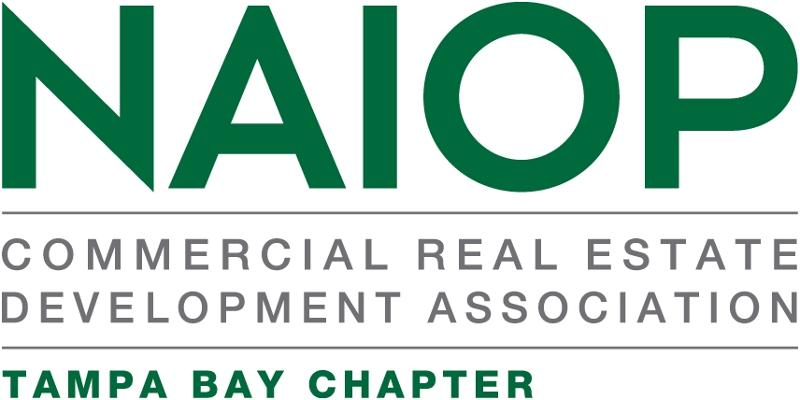 NAIOP
COMMERCIAL REAL ESTATE
DEVELOPMENT ASSOCIATION
TAMPA BAY CHAPTER